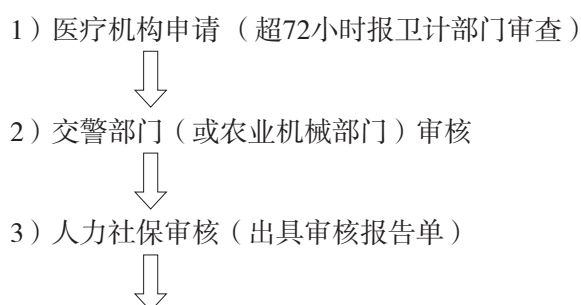 1）医疗机构申请（超72小时报卫计部门审查）
2）交警部门（或农业机械部门）审核
3）人力社保审核（出具审核报告单）